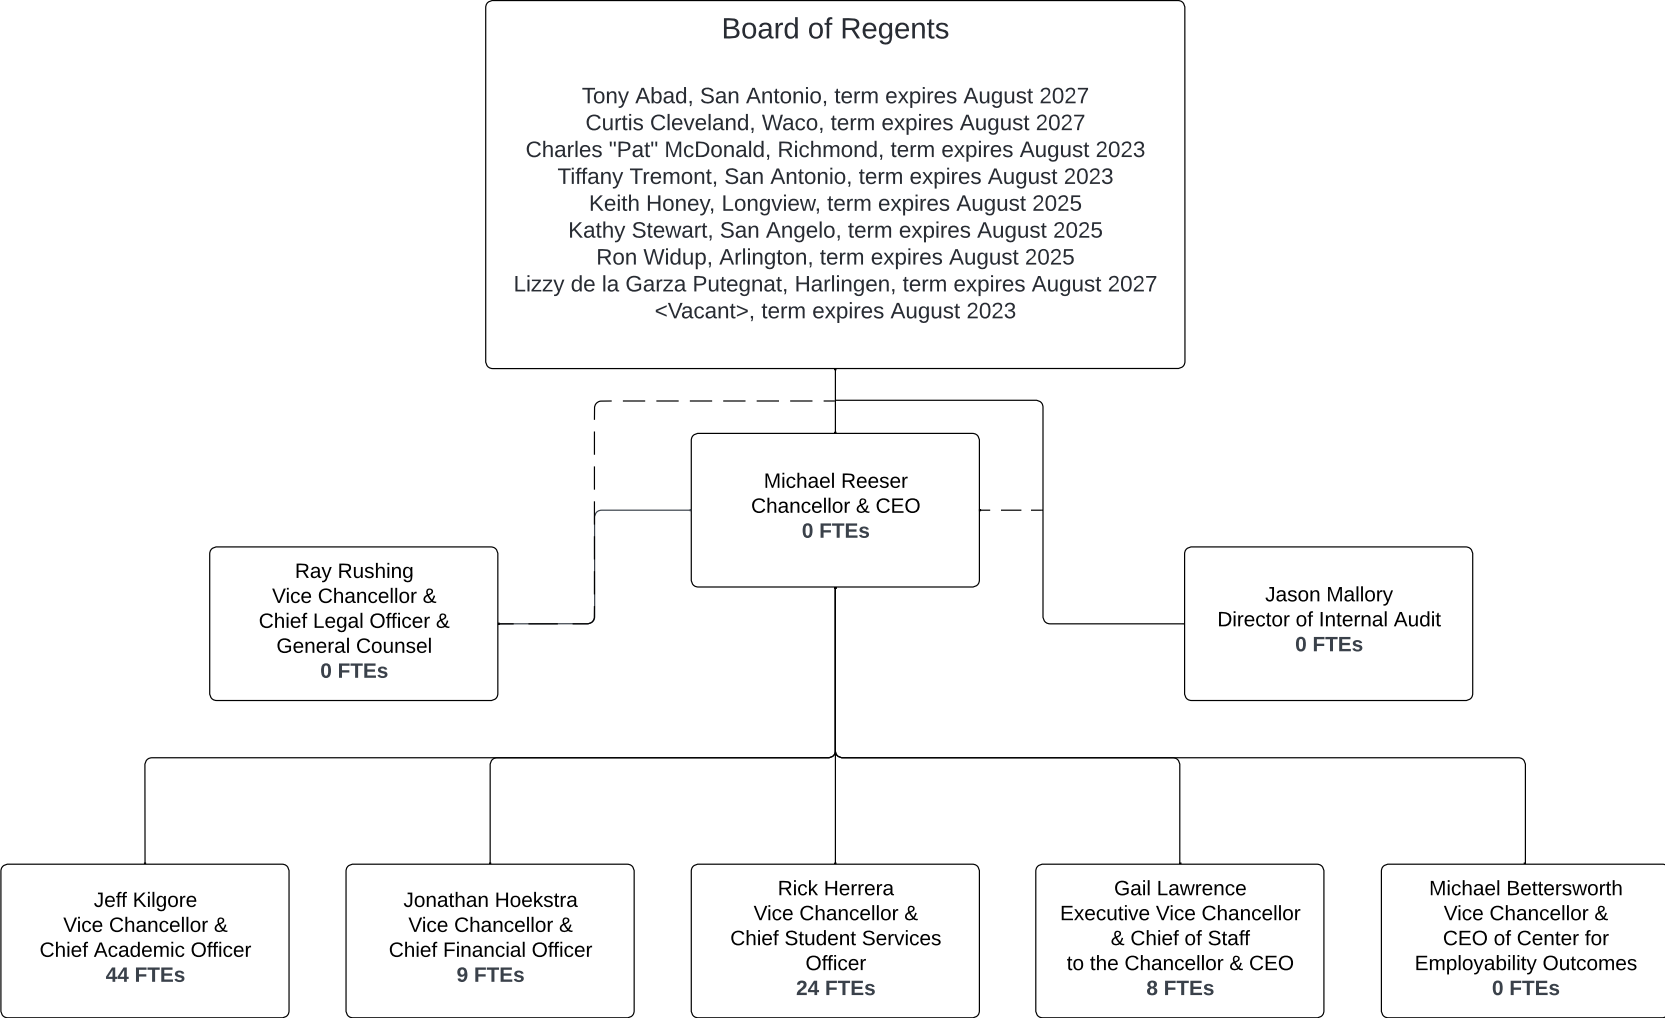 Board of Regents
Tony Abad, San Antonio, term expires August 2027
Curtis Cleveland, Waco, term expires August 2027
Charles "Pat" McDonald, Richmond, term expires August 2023
Tiffany Tremont, San Antonio, term expires August 2023
Keith Honey, Longview, term expires August 2025
Kathy Stewart, San Angelo, term expires August 2025
Ron Widup, Arlington, term expires August 2025
Lizzy de la Garza Putegnat, Harlingen, term expires August 2027
<Vacant>, term expires August 2023
Michael Reeser
Chancellor & CEO
0 FTEs
Ray Rushing
Vice Chancellor &
Chief Legal Officer &
General Counsel
0 FTEs
Jason Mallory
Director of Internal Audit
0 FTEs
Jeff Kilgore
Vice Chancellor &
Chief Academic Officer
44 FTEs
Jonathan Hoekstra
Vice Chancellor &
Chief Financial Officer
9 FTEs
Rick Herrera
Vice Chancellor &
Chief Student Services
Officer
24 FTEs
Gail Lawrence
Executive Vice Chancellor
& Chief of Staff
to the Chancellor & CEO
8 FTEs
Michael Bettersworth
Vice Chancellor &
CEO of Center for
Employability Outcomes
0 FTEs